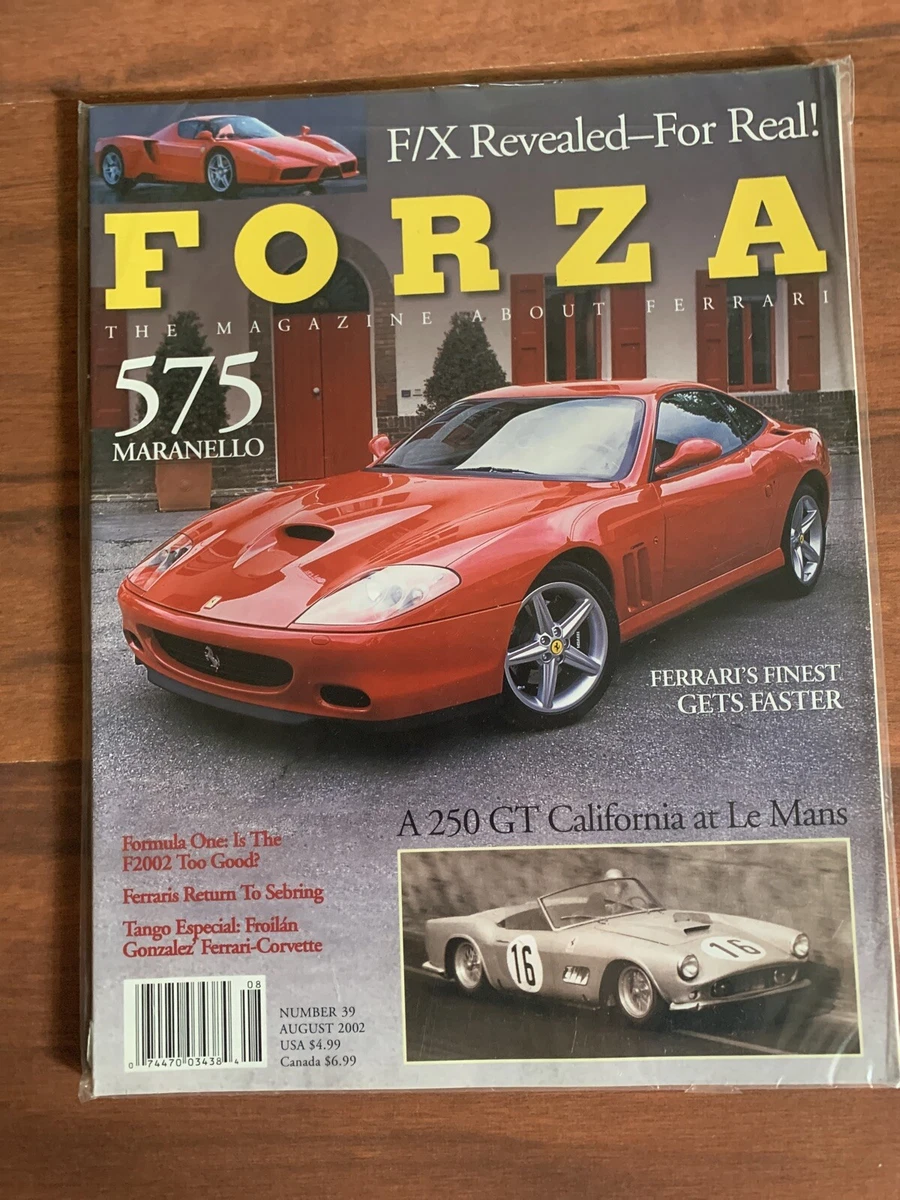 F/X Revealed–For Real!
FORZA
THE MAGAZINE ABOUT FERRARI
575
MARANELLO
FERRARI'S FINEST
GETS FASTER
A 250 GT California at Le Mans
Formula One: Is The
F2002 Too Good?
Ferraris Return To Sebring
Tango Especial: Froilán
Gonzalez' Ferrari-Corvette
16
16
08
0 74470 03438 4
NUMBER 39
AUGUST 2002
USA $4.99
Canada $6.99